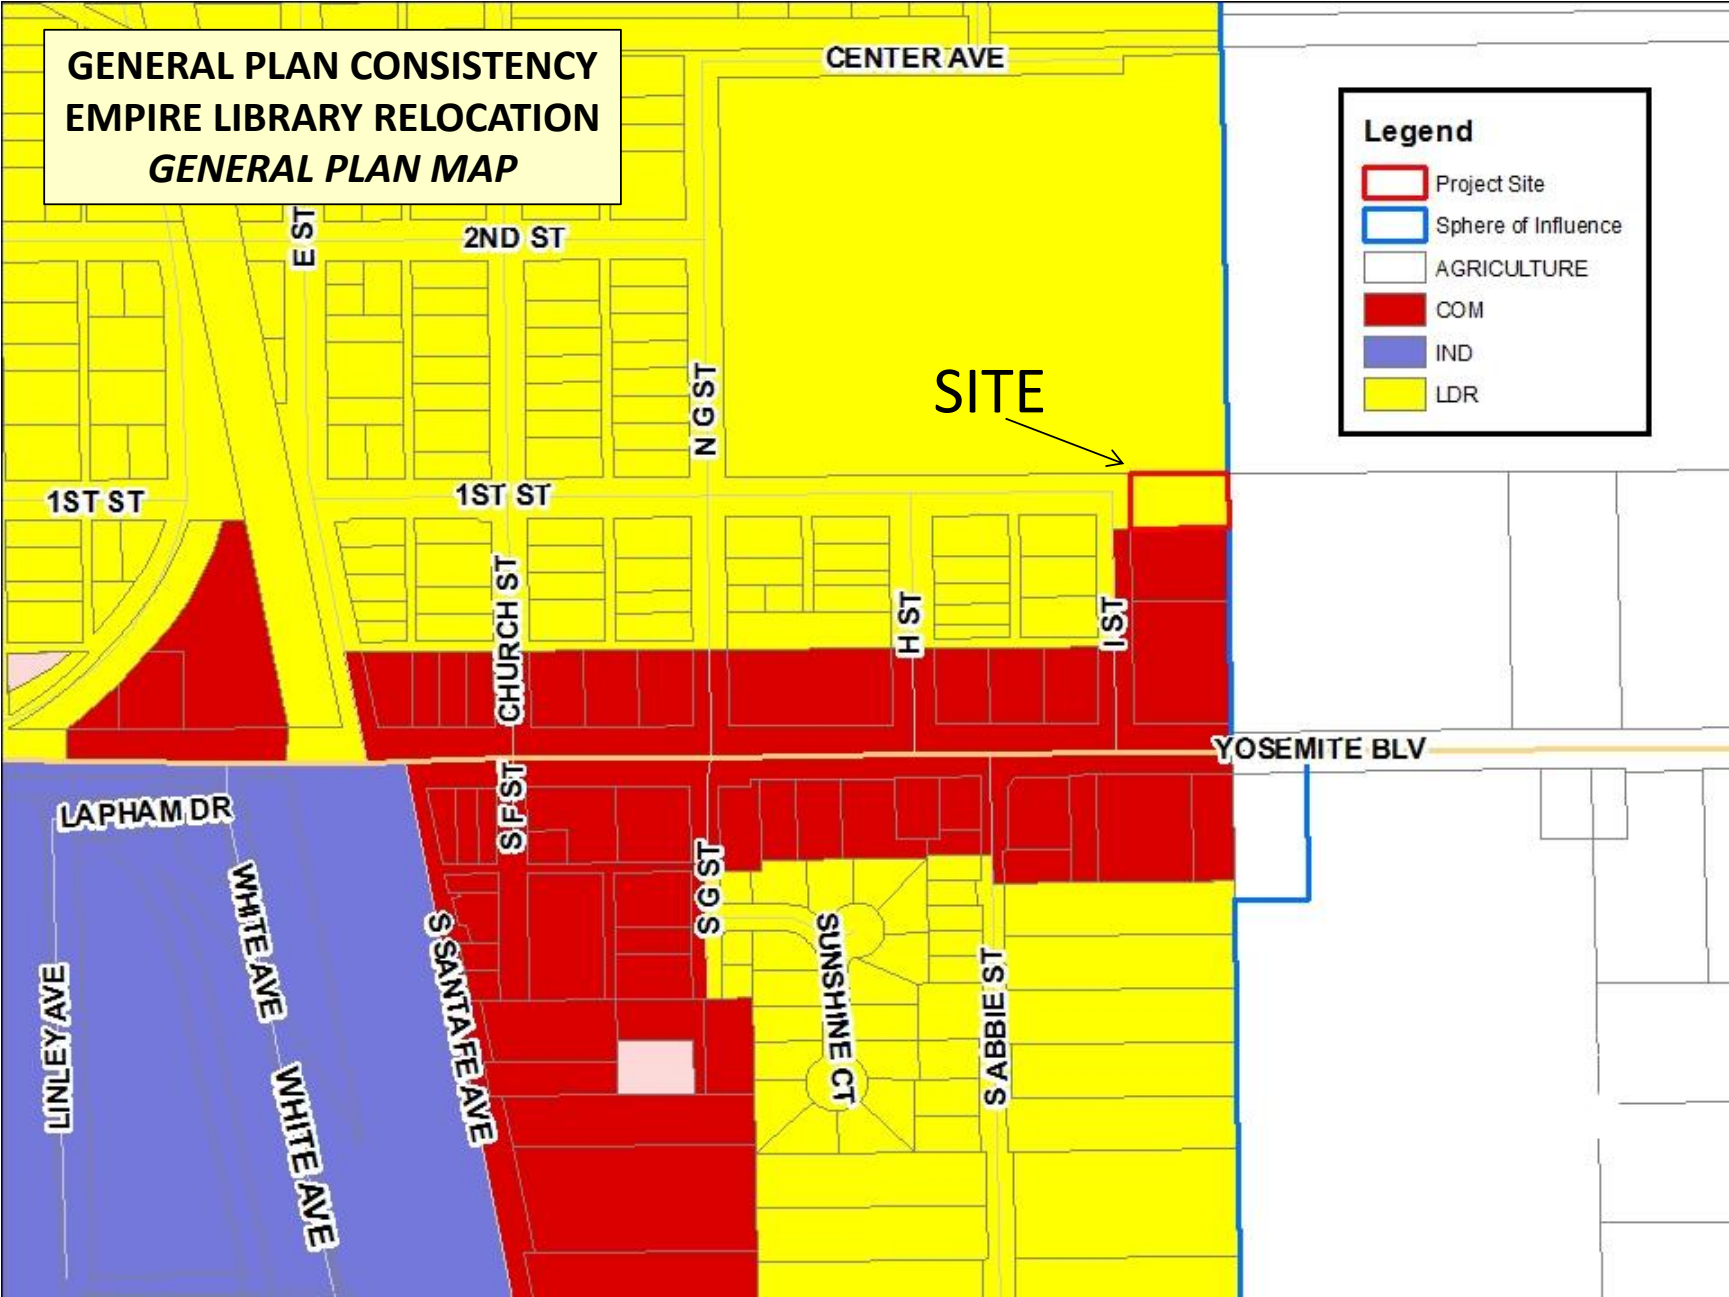 GENERAL PLAN CONSISTENCY
EMPIRE LIBRARY RELOCATION
GENERAL PLAN MAP
CENTER AVE
Legend
Project Site
Sphere of Influence
AGRICULTURE
COM
IND
LDR
E ST
2ND ST
N G ST
SITE
1ST ST
1ST ST
CHURCH ST
H ST
I ST
YOSEMITE BLV
LAPHAM DR
S F ST
S G ST
WHITE AVE
S SANTA FE AVE
SUNSHINE CT
S ABBIE ST
LINLEY AVE
WHITE AVE